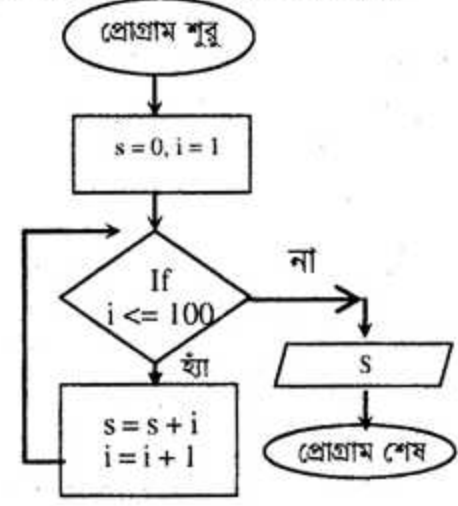 প্রোগ্রাম শুরু
s = 0, i = 1
If
i <= 100
না
হ্যাঁ
s = s + i
i = i + 1
S
প্রোগ্রাম শেষ